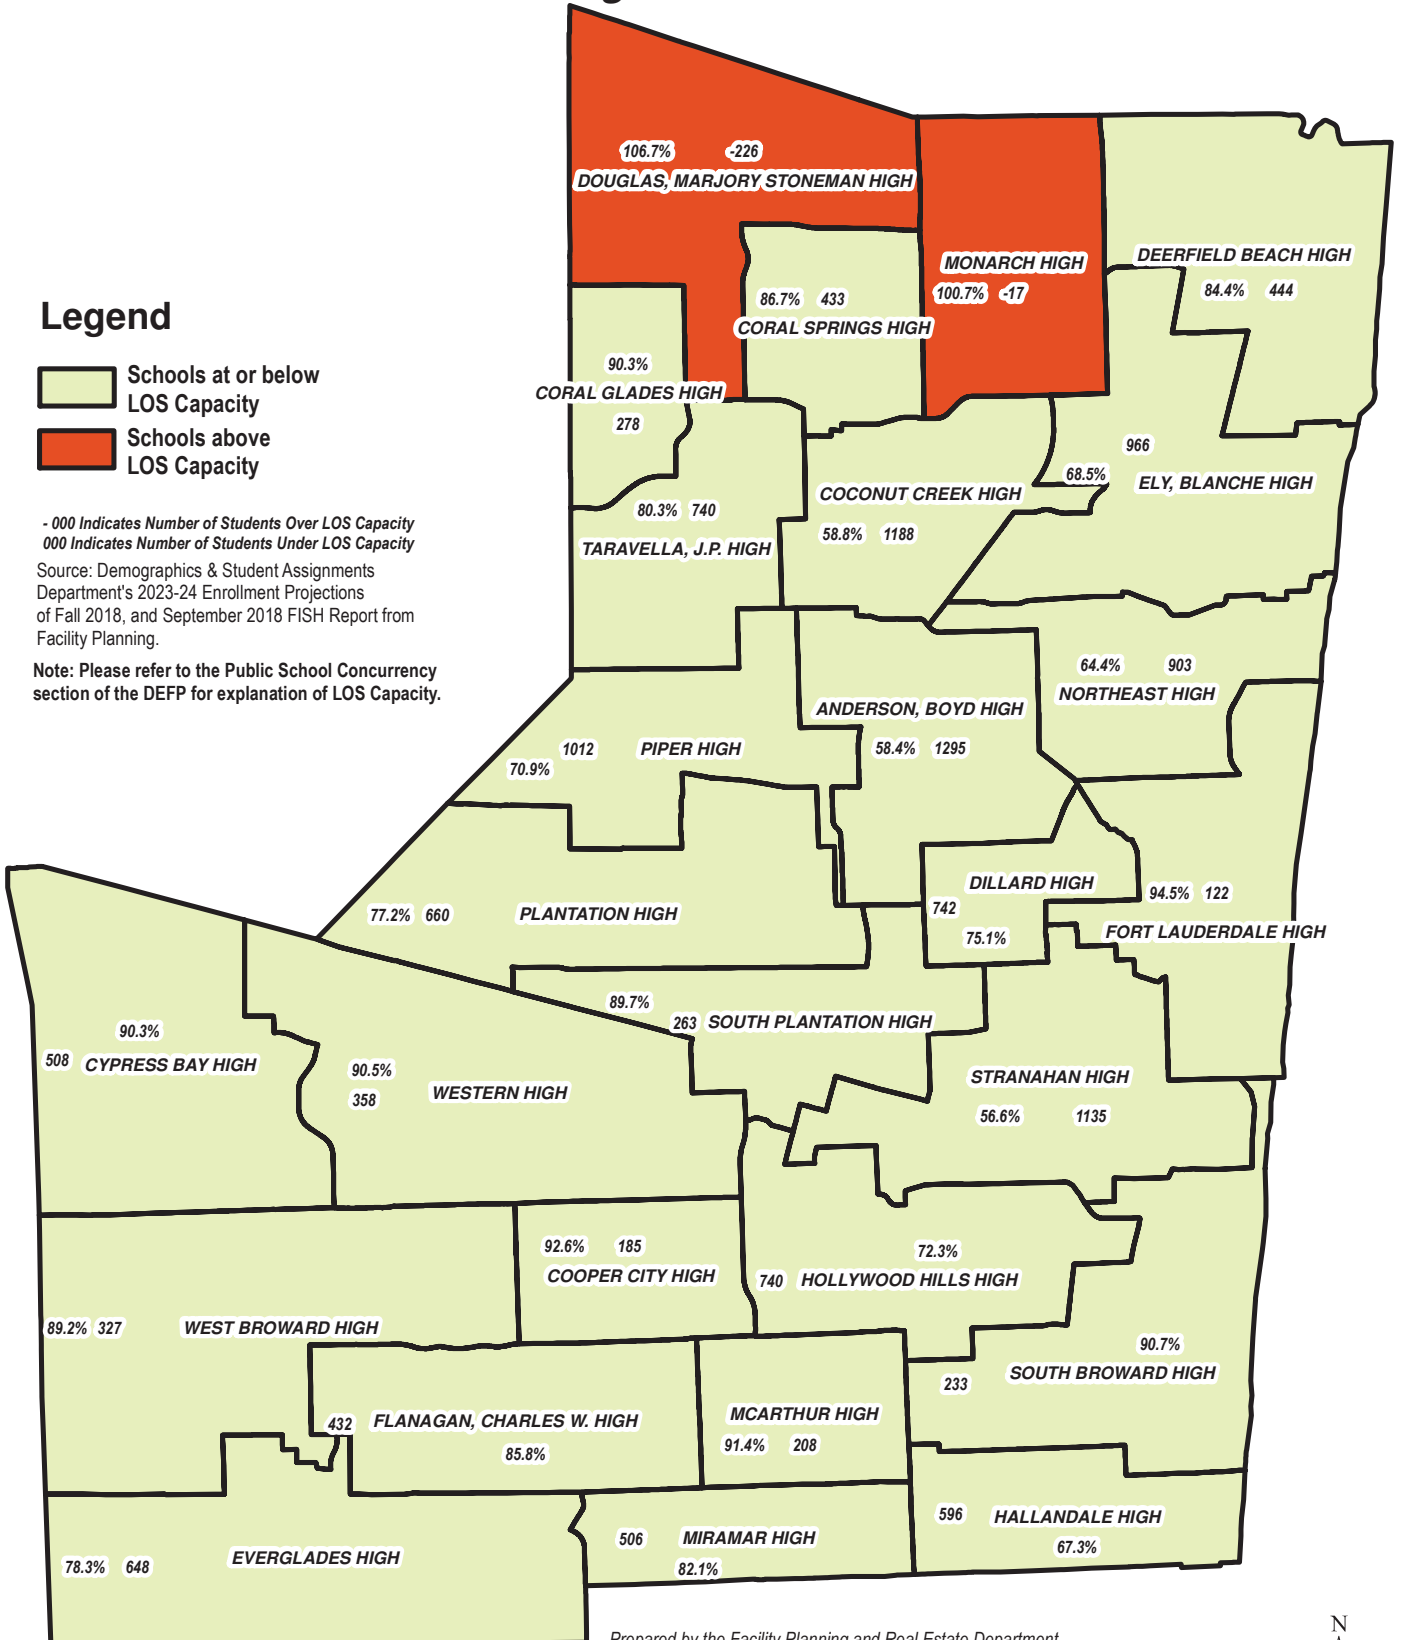 106.7% -226
DOUGLAS, MARJORY STONEMAN HIGH
MONARCH HIGH
100.7% -17
DEERFIELD BEACH HIGH
84.4% 444
86.7% 433
CORAL SPRINGS HIGH
Legend
Schools at or below
LOS Capacity
Schools above
LOS Capacity
- 000 Indicates Number of Students Over LOS Capacity
000 Indicates Number of Students Under LOS Capacity
Source: Demographics & Student Assignments
Department's 2023-24 Enrollment Projections
of Fall 2018, and September 2018 FISH Report from
Facility Planning.
Note: Please refer to the Public School Concurrency
section of the DEFP for explanation of LOS Capacity.
90.3%
CORAL GLADES HIGH
278
966
68.5%
ELY, BLANCHE HIGH
COCONUT CREEK HIGH
58.8% 1188
80.3% 740
TARAVELLA, J.P. HIGH
64.4% 903
NORTHEAST HIGH
ANDERSON, BOYD HIGH
58.4% 1295
1012 PIPER HIGH
70.9%
DILLARD HIGH
742
75.1%
94.5% 122
FORT LAUDERDALE HIGH
77.2% 660 PLANTATION HIGH
89.7%
263 SOUTH PLANTATION HIGH
90.3%
508 CYPRESS BAY HIGH
90.5%
358
WESTERN HIGH
STRANAHAN HIGH
56.6% 1135
92.6% 185
COOPER CITY HIGH
72.3%
740 HOLLYWOOD HILLS HIGH
89.2% 327 WEST BROWARD HIGH
90.7%
SOUTH BROWARD HIGH
233
432 FLANAGAN, CHARLES W. HIGH
85.8%
MCARTHUR HIGH
91.4% 208
596 HALLANDALE HIGH
67.3%
506 MIRAMAR HIGH
82.1%
EVERGLADES HIGH
78.3% 648
Prepared by the Facility Planning and Real Estate Department
N